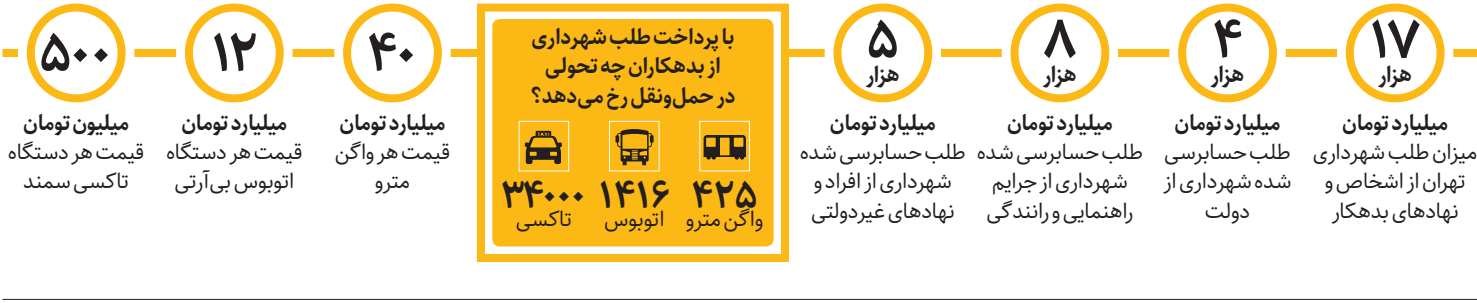 ۱۷
هزار
میلیارد تومان
میزان طلب شهرداری
تهران از اشخاص و
نهادهای بدهکار
۴
هزار
میلیارد تومان
طلب حسابرسی
شده شهرداری از
دولت
۸
هزار
میلیارد تومان
طلب حسابرسی شده
شهرداری از جرایم
راهنمایی و رانندگی
۵
هزار
میلیارد تومان
طلب حسابرسی شده
شهرداری از افراد و
نهادهای غیردولتی
با پرداخت طلب شهرداری
از بدهکاران چه تحولی
در حمل‌ونقل رخ می‌دهد؟
TAXI
۴۲۵
واگن مترو
۱۴۱۶
اتوبوس
۳۴۰۰۰
تاکسی
۴۰
میلیارد تومان
قیمت هر واگن
مترو
۱۲
میلیارد تومان
قیمت هر دستگاه
اتوبوس بی‌آرتی
۵۰۰
میلیون تومان
قیمت هر دستگاه
تاکسی سمند